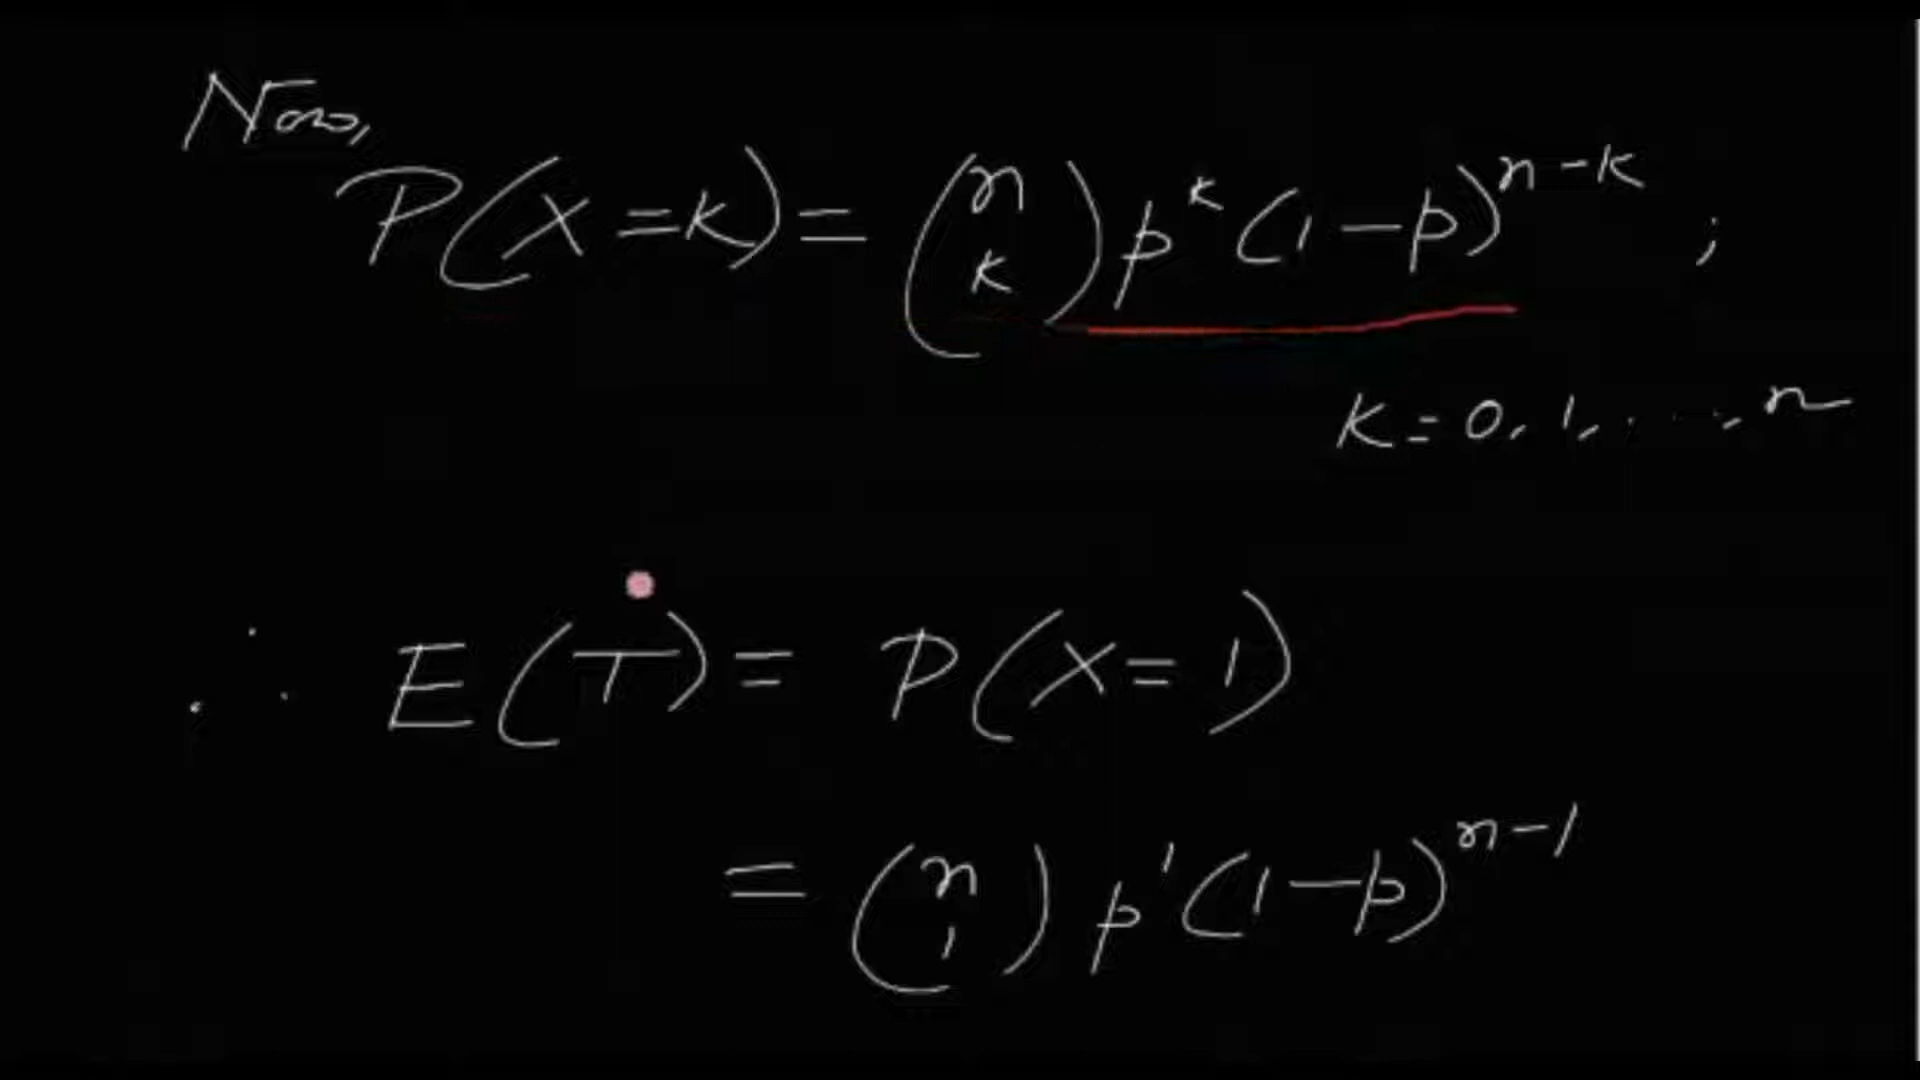 Now,
P(X=k) = (n k) p^k (1-p)^{n-k} ;
k=0,1,...,n
∴ E(T) = P(X=1)
= (n 1) p^1 (1-p)^{n-1}